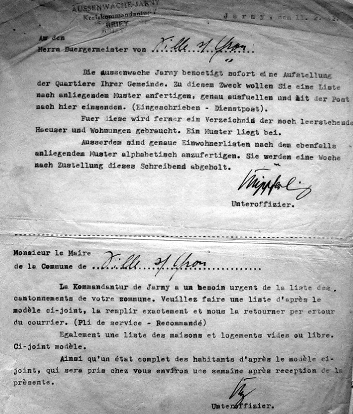 AUSSENWACHE-JARNY
Kreiskommandantur
BRIEY
Jarny, den 11.
An den
Herrn Buergermeister von Ville s/ Yron
Die Aussenwache Jarny benoetigt sofort eine Aufstellung
der Quartiere Ihrer Gemeinde. Zu diesem Zweck wollen Sie eine Liste
nach anliegendem Muster anfertigen, genau ausfuellen und mit der Post
nach hier einsenden. (Eingeschrieben - Dienstpost).
Fuer diese wird ferner ein Verzeichnis der noch leerstehenden
Haeuser und Wohnungen gebraucht. Ein Muster liegt bei.
Ausserdem sind genaue Einwohnerlisten nach dem ebenfalls
anliegenden Muster alphabetisch anzufertigen. Sie werden eine Woche
nach Zustellung dieses Schreibens abgeholt.
Unteroffizier.
Monsieur le Maire
de la Commune de Ville s/ Yron
La Kommandantur de Jarny a un besoin urgent de la liste des
cantonnements de votre commune. Veuillez faire une liste d'après le
modèle ci-joint, la remplir exactement et nous la retourner par retour
du courrier. (Pli de service - Recommandé)
Egalement une liste des maisons et logements vides ou libre.
Ci-joint modèle.
Ainsi qu'un état complet des habitants d'après le modèle ci-
joint, qui sera pris chez vous environ une semaine après reception de la
présente.
Unteroffizier.